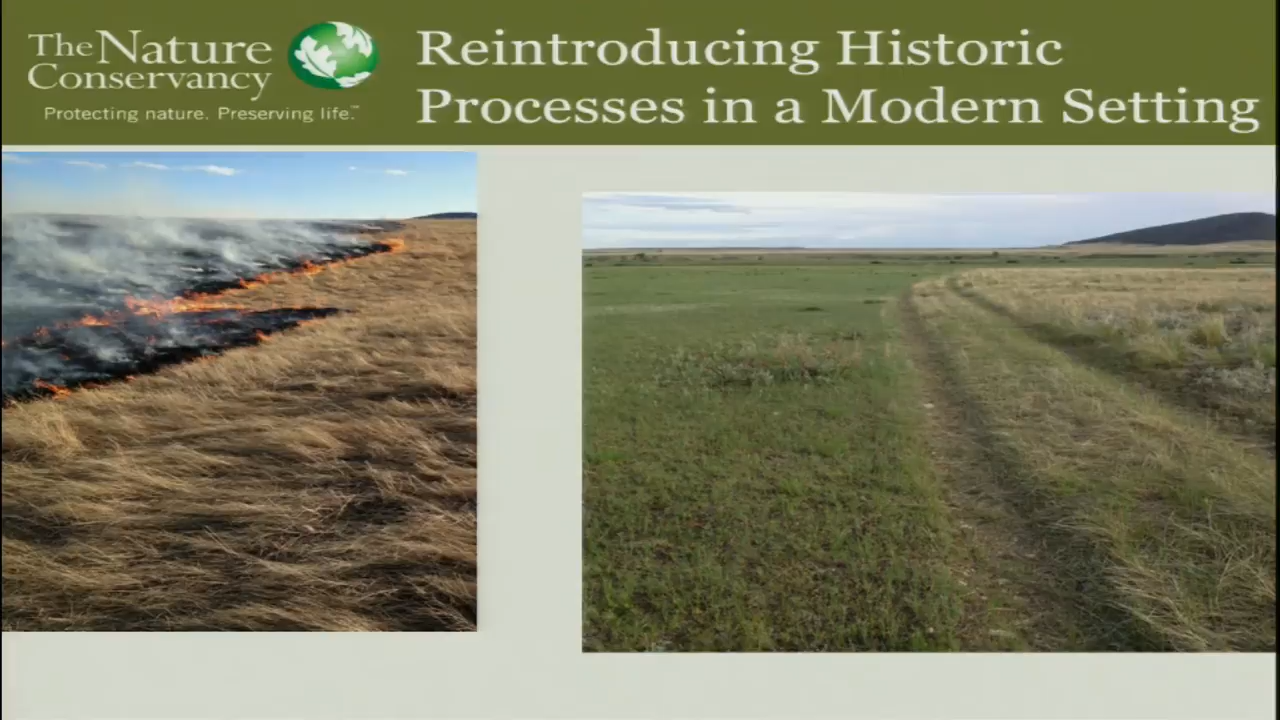 The Nature
Conservancy
Protecting nature. Preserving life.™
Reintroducing Historic
Processes in a Modern Setting